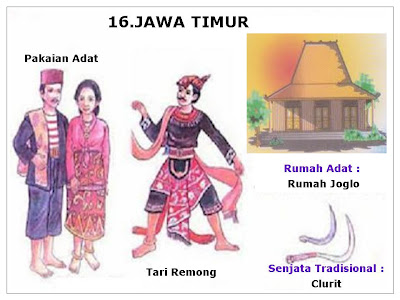 16.JAWA TIMUR
Pakaian Adat
Tari Remong
Rumah Adat :
Rumah Joglo
Senjata Tradisional :
Clurit